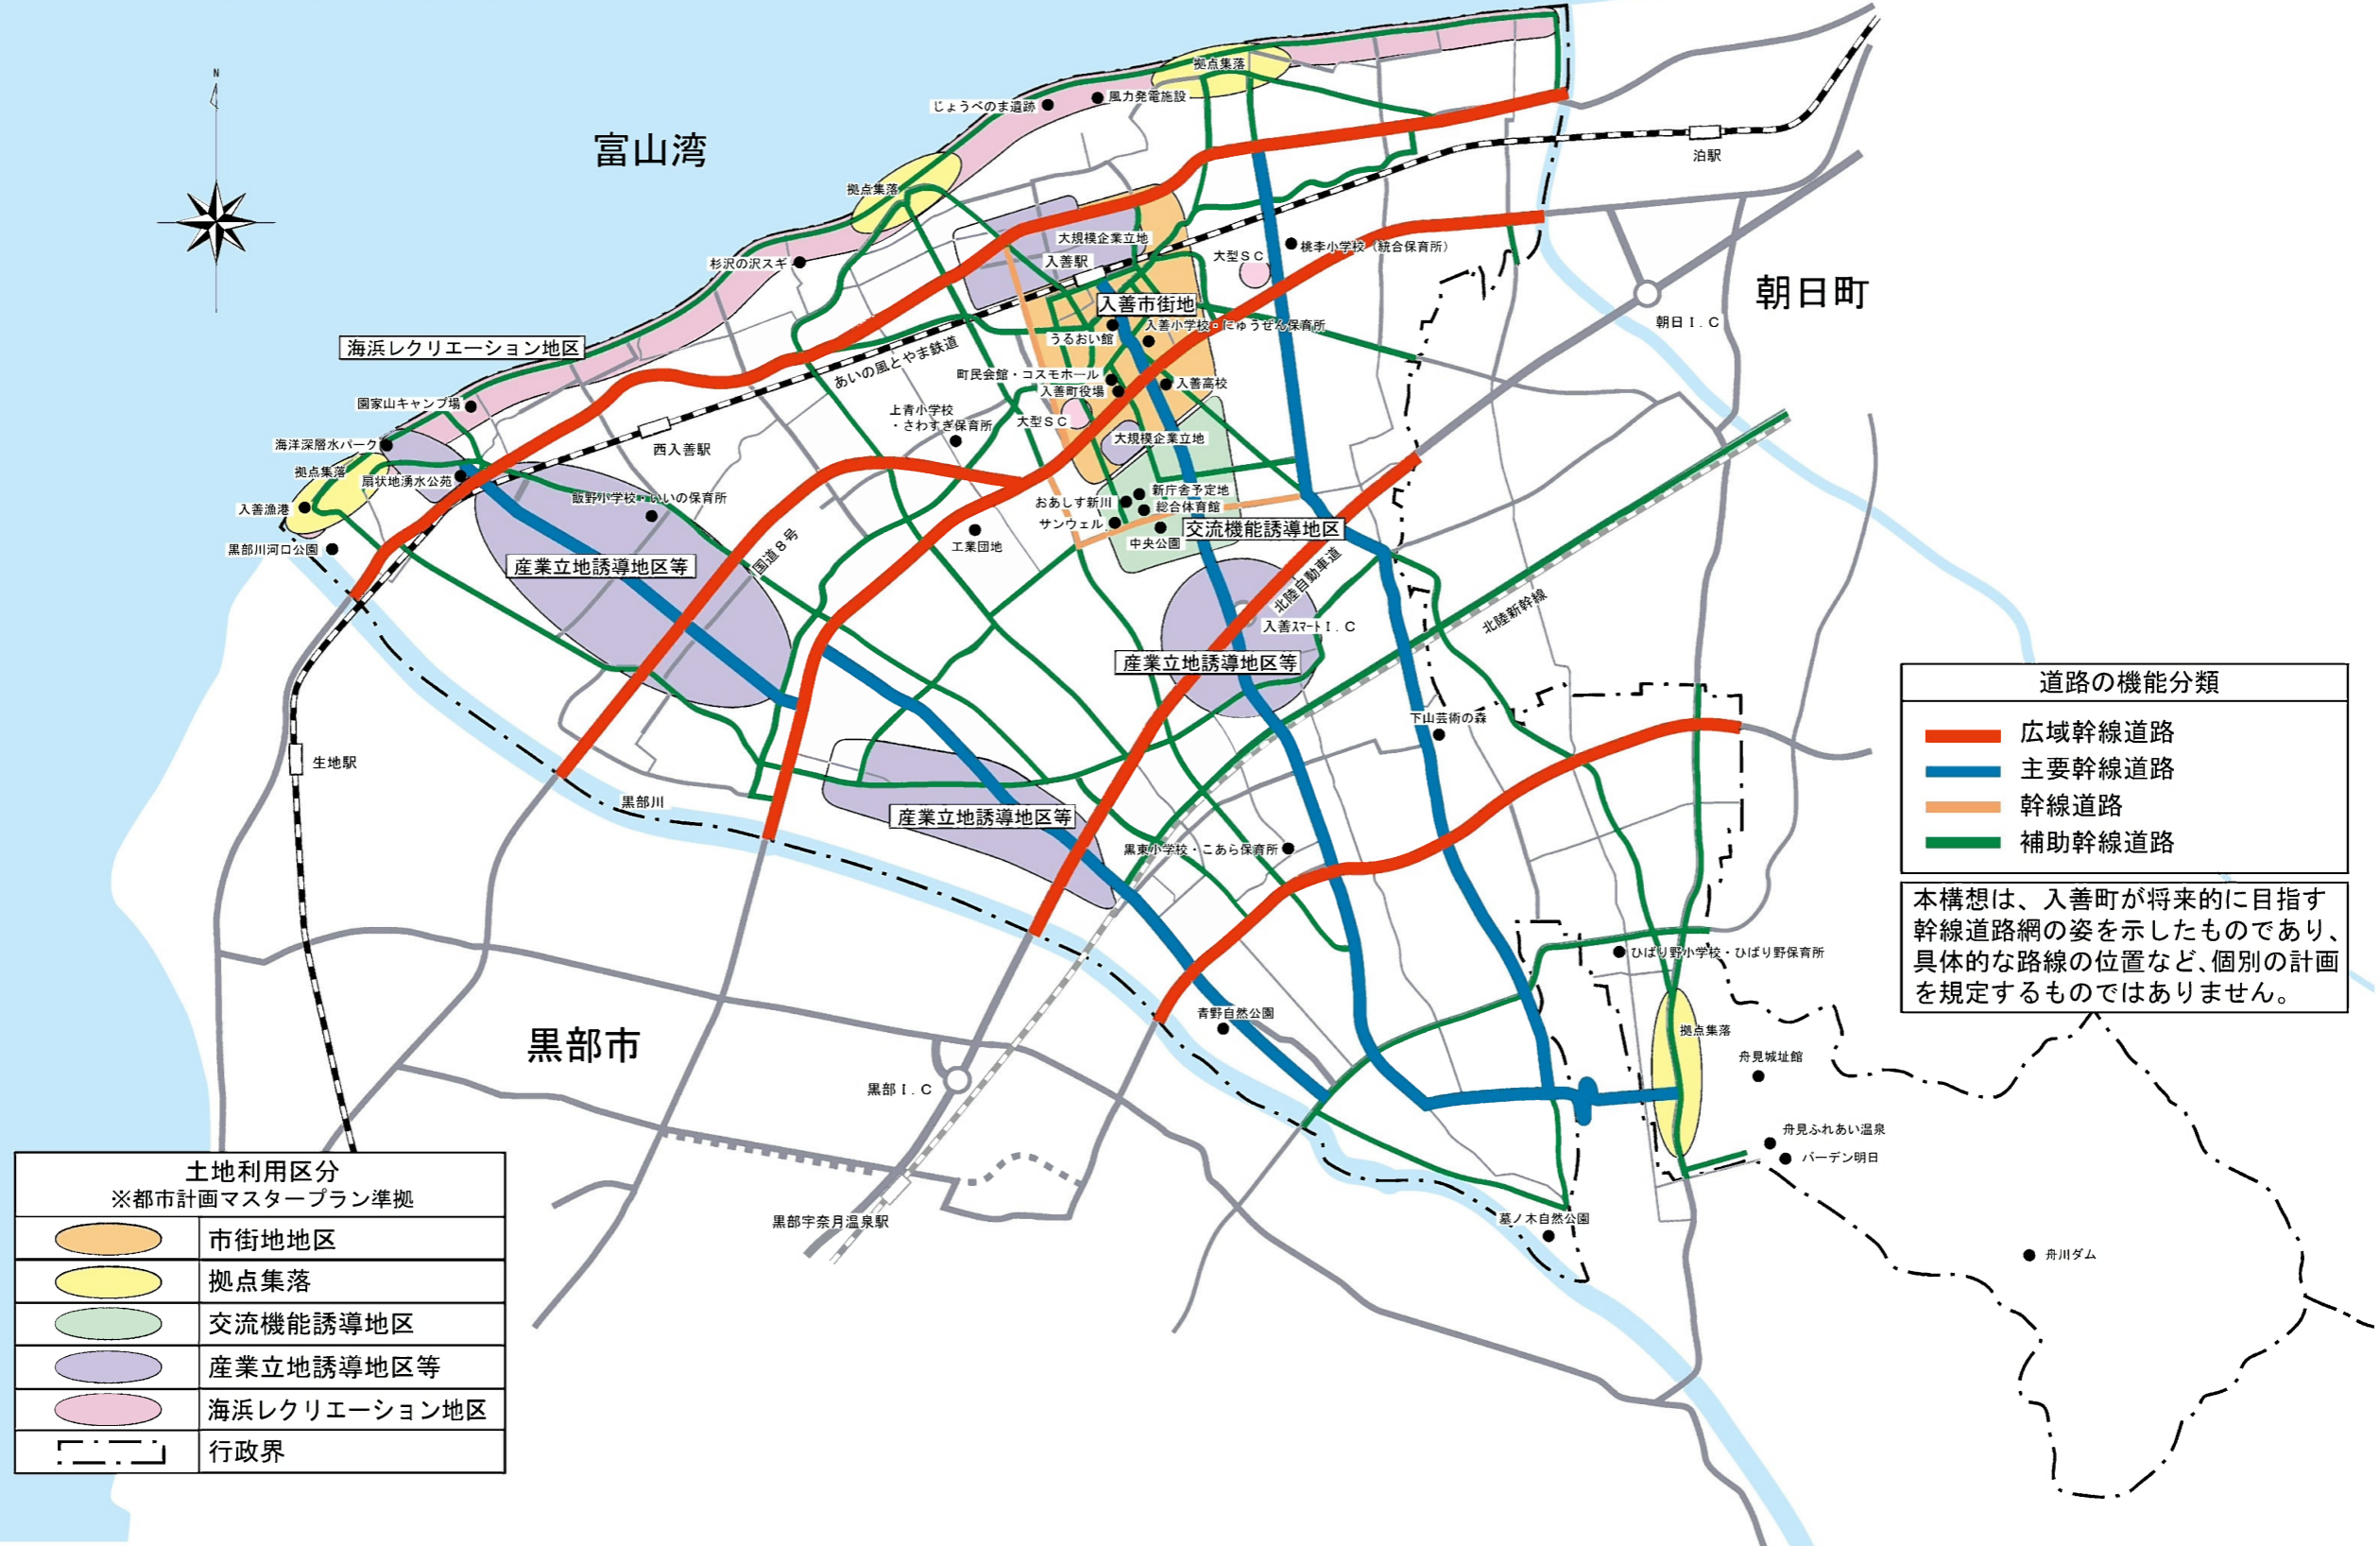 N
富山湾
拠点集落
じょうべのま遺跡
風力発電施設
泊駅
拠点集落
大規模企業立地
入善駅
大型ＳＣ
桃李小学校（統合保育所）
杉沢の沢スギ
朝日町
入善市街地
朝日Ｉ．Ｃ
入善小学校・にゅうぜん保育所
うるおい館
海浜レクリエーション地区
あいの風とやま鉄道
町民会館・コスモホール
入善町役場
入善高校
園家山キャンプ場
上青小学校
・さわすぎ保育所
大型ＳＣ
大規模企業立地
海洋深層水パーク
西入善駅
拠点集落
扇状地湧水公苑
飯野小学校・いいの保育所
新庁舎予定地
おあしす新川
総合体育館
入善漁港
サンウェル
交流機能誘導地区
中央公園
黒部川河口公園
工業団地
国道８号
産業立地誘導地区等
北陸自動車道
北陸新幹線
入善ｽﾏｰﾄＩ．Ｃ
産業立地誘導地区等
下山芸術の森
生地駅
黒部川
産業立地誘導地区等
黒東小学校・こあら保育所
道路の機能分類
広域幹線道路
主要幹線道路
幹線道路
補助幹線道路
本構想は、入善町が将来的に目指す
幹線道路網の姿を示したものであり、
具体的な路線の位置など、個別の計画
を規定するものではありません。
ひばり野小学校・ひばり野保育所
青野自然公園
拠点集落
黒部市
舟見城址館
黒部Ｉ．Ｃ
舟見ふれあい温泉
バーデン明日
黒部宇奈月温泉駅
墓ノ木自然公園
舟川ダム
土地利用区分
※都市計画マスタープラン準拠
市街地地区
拠点集落
交流機能誘導地区
産業立地誘導地区等
海浜レクリエーション地区
行政界